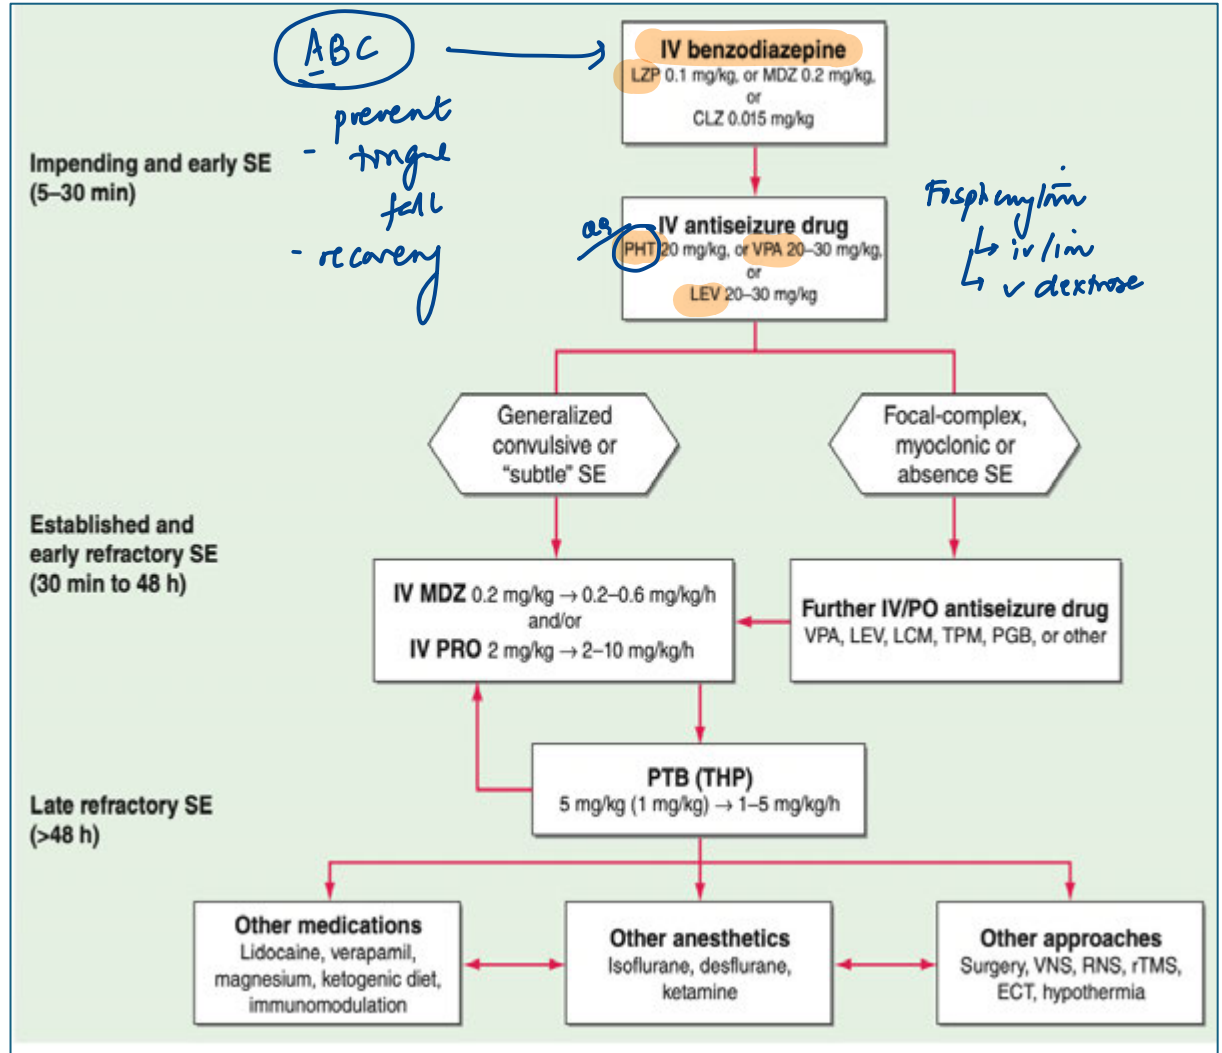 ABC
prevent
- tongue
fall
- recovery
Impending and early SE
(5–30 min)
IV benzodiazepine
LZP 0.1 mg/kg, or MDZ 0.2 mg/kg,
or
CLZ 0.015 mg/kg
IV antiseizure drug
PHT 20 mg/kg, or VPA 20–30 mg/kg,
or
LEV 20–30 mg/kg
Fosphenytoin
↳ iv/im
↳ v dextrose
Generalized
convulsive or
“subtle” SE
Focal-complex,
myoclonic or
absence SE
Established and
early refractory SE
(30 min to 48 h)
IV MDZ 0.2 mg/kg → 0.2–0.6 mg/kg/h
and/or
IV PRO 2 mg/kg → 2–10 mg/kg/h
Further IV/PO antiseizure drug
VPA, LEV, LCM, TPM, PGB, or other
Late refractory SE
(>48 h)
PTB (THP)
5 mg/kg (1 mg/kg) → 1–5 mg/kg/h
Other medications
Lidocaine, verapamil,
magnesium, ketogenic diet,
immunomodulation
Other anesthetics
Isoflurane, desflurane,
ketamine
Other approaches
Surgery, VNS, RNS, rTMS,
ECT, hypothermia